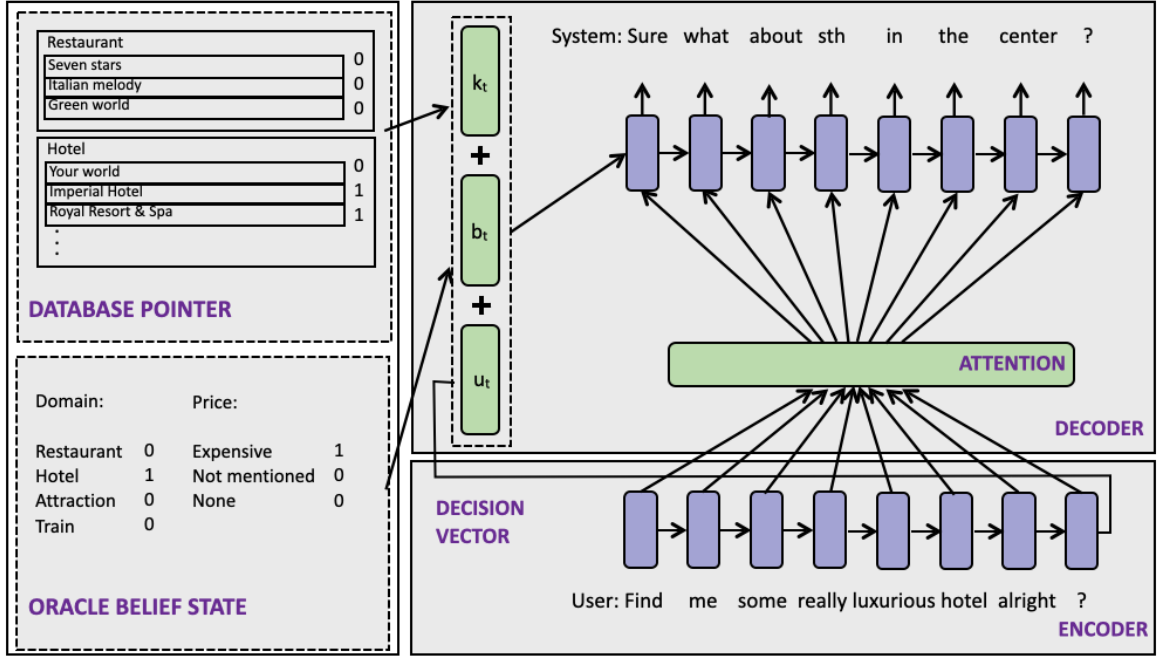 Restaurant
Seven stars 0
Italian melody 0
Green world 0
Hotel
Your world 0
Imperial Hotel 1
Royal Resort & Spa 1
.
.
.
DATABASE POINTER
Domain: Price:
Restaurant 0 Expensive 1
Hotel 1 Not mentioned 0
Attraction 0 None 0
Train 0
ORACLE BELIEF STATE
kₜ
+
bₜ
+
uₜ
System: Sure what about sth in the center ?
ATTENTION
DECODER
DECISION
VECTOR
User: Find me some really luxurious hotel alright ?
ENCODER